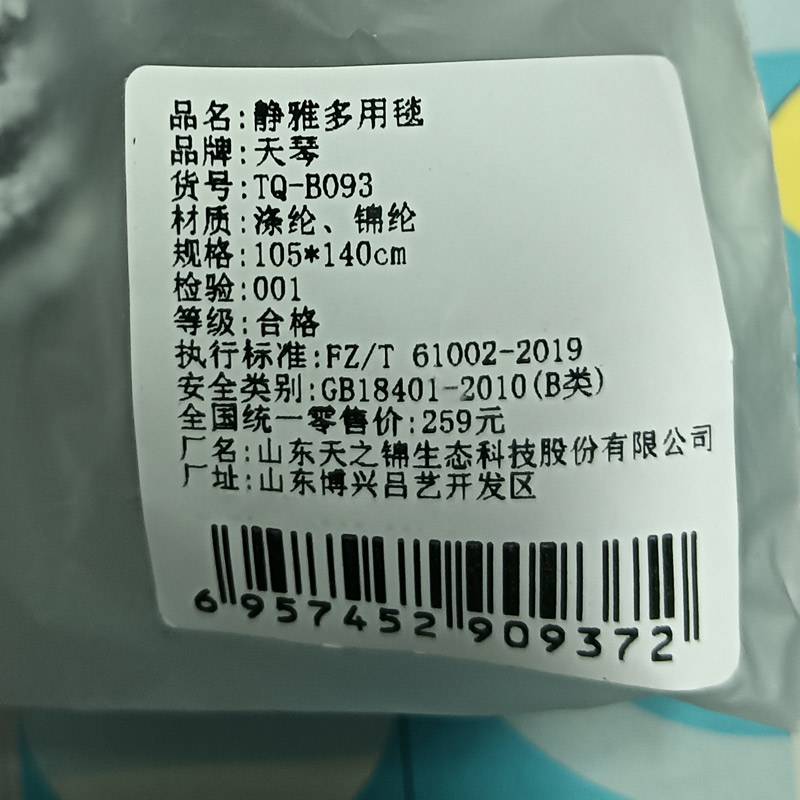 品名:静雅多用毯
品牌:天琴
货号:TQ-B093
材质:涤纶、锦纶
规格:105*140cm
检验:001
等级:合格
执行标准:FZ/T 61002-2019
安全类别:GB18401-2010(B类)
全国统一零售价:259元
厂名:山东天之锦生态科技股份有限公司
厂址:山东博兴吕艺开发区
6 957452 909372